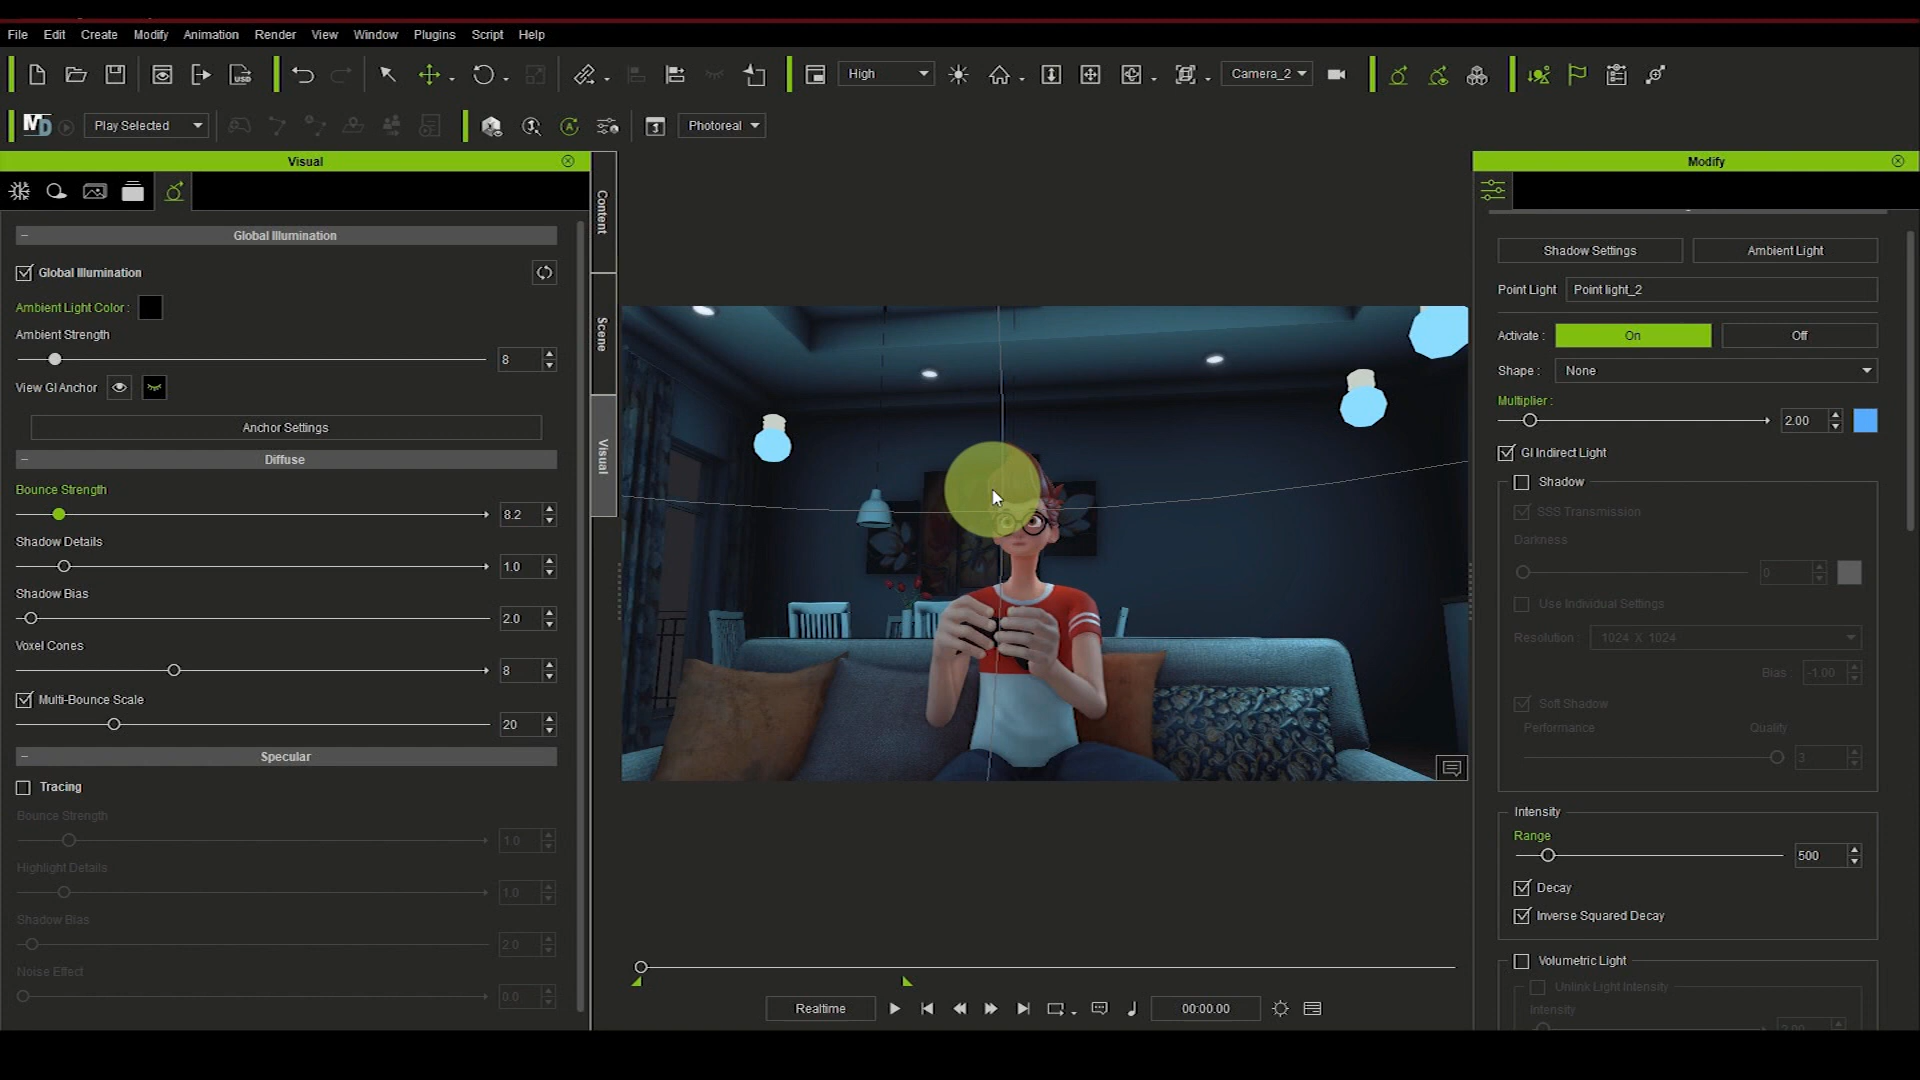 File Edit Create Modify Animation Render View Window Plugins Script Help
USD High Camera_2
MD Play Selected Photoreal
Visual
Content
Scene
Visual
Global Illumination
Global Illumination
Ambient Light Color :
Ambient Strength
8
View GI Anchor
Anchor Settings
Diffuse
Bounce Strength
8.2
Shadow Details
1.0
Shadow Bias
2.0
Voxel Cones
8
Multi-Bounce Scale
20
Specular
Tracing
Bounce Strength
1.0
Highlight Details
1.0
Shadow Bias
2.0
Noise Effect
0.0
Realtime 00:00.00
Modify
Shadow Settings Ambient Light
Point Light Point light_2
Activate : On Off
Shape : None
Multiplier :
2.00
GI Indirect Light
Shadow
SSS Transmission
Darkness
0
Use Individual Settings
Resolution : 1024 X 1024
Bias : -1.00
Soft Shadow
Performance Quality
3
Intensity
Range
500
Decay
Inverse Squared Decay
Volumetric Light
Unlink Light Intensity
Intensity